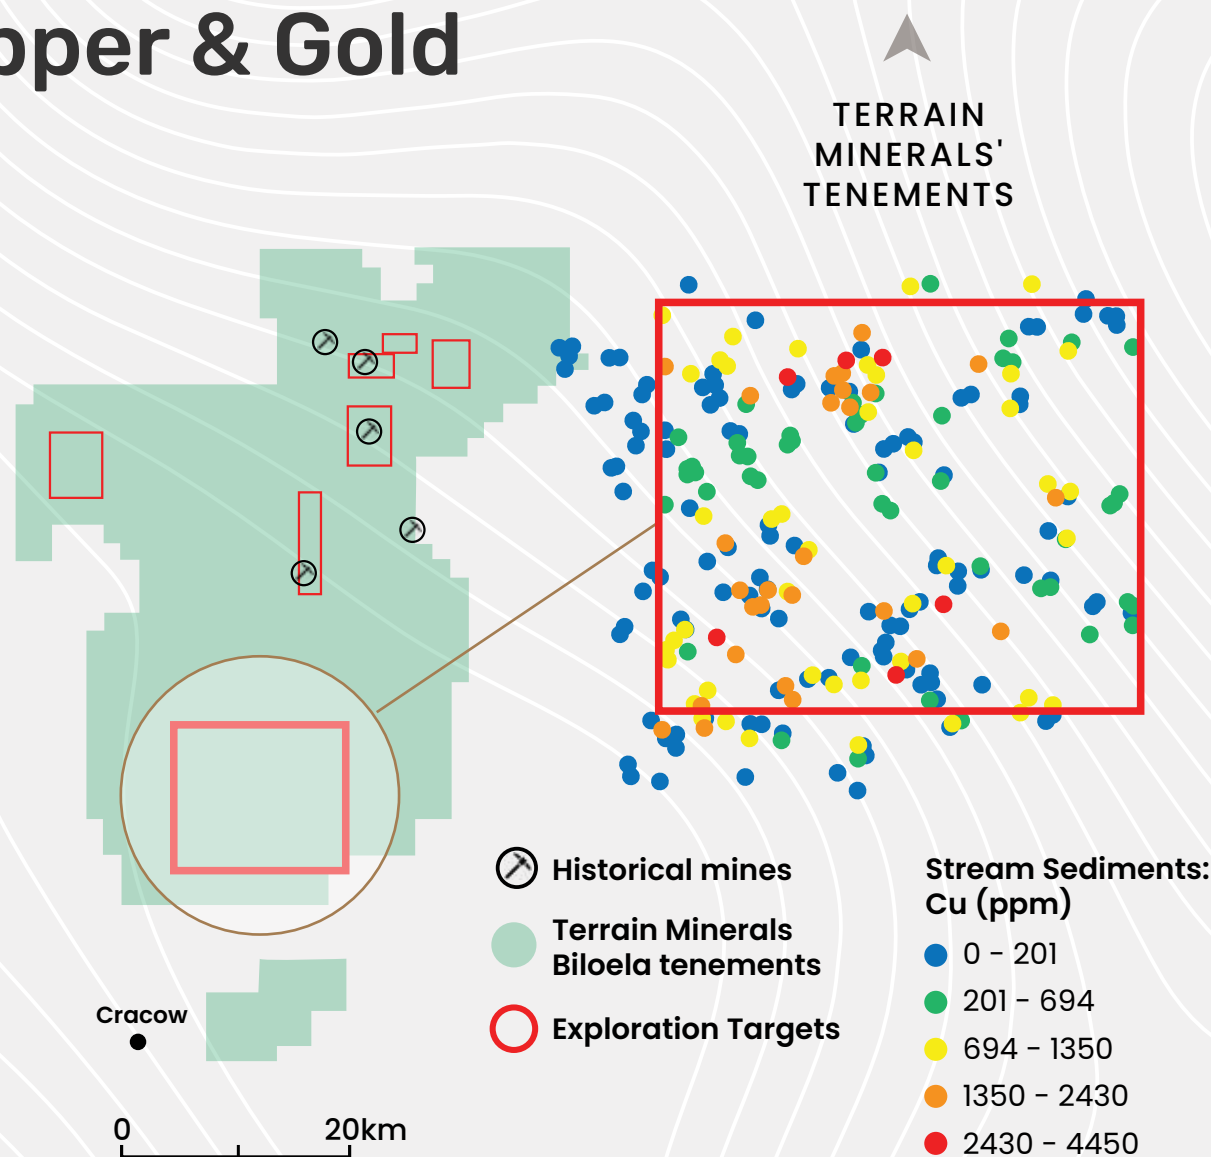 pper & Gold
TERRAIN
MINERALS'
TENEMENTS
Historical mines
Terrain Minerals
Biloela tenements
Exploration Targets
Stream Sediments:
Cu (ppm)
0 - 201
201 - 694
694 - 1350
1350 - 2430
2430 - 4450
Cracow
0 20km